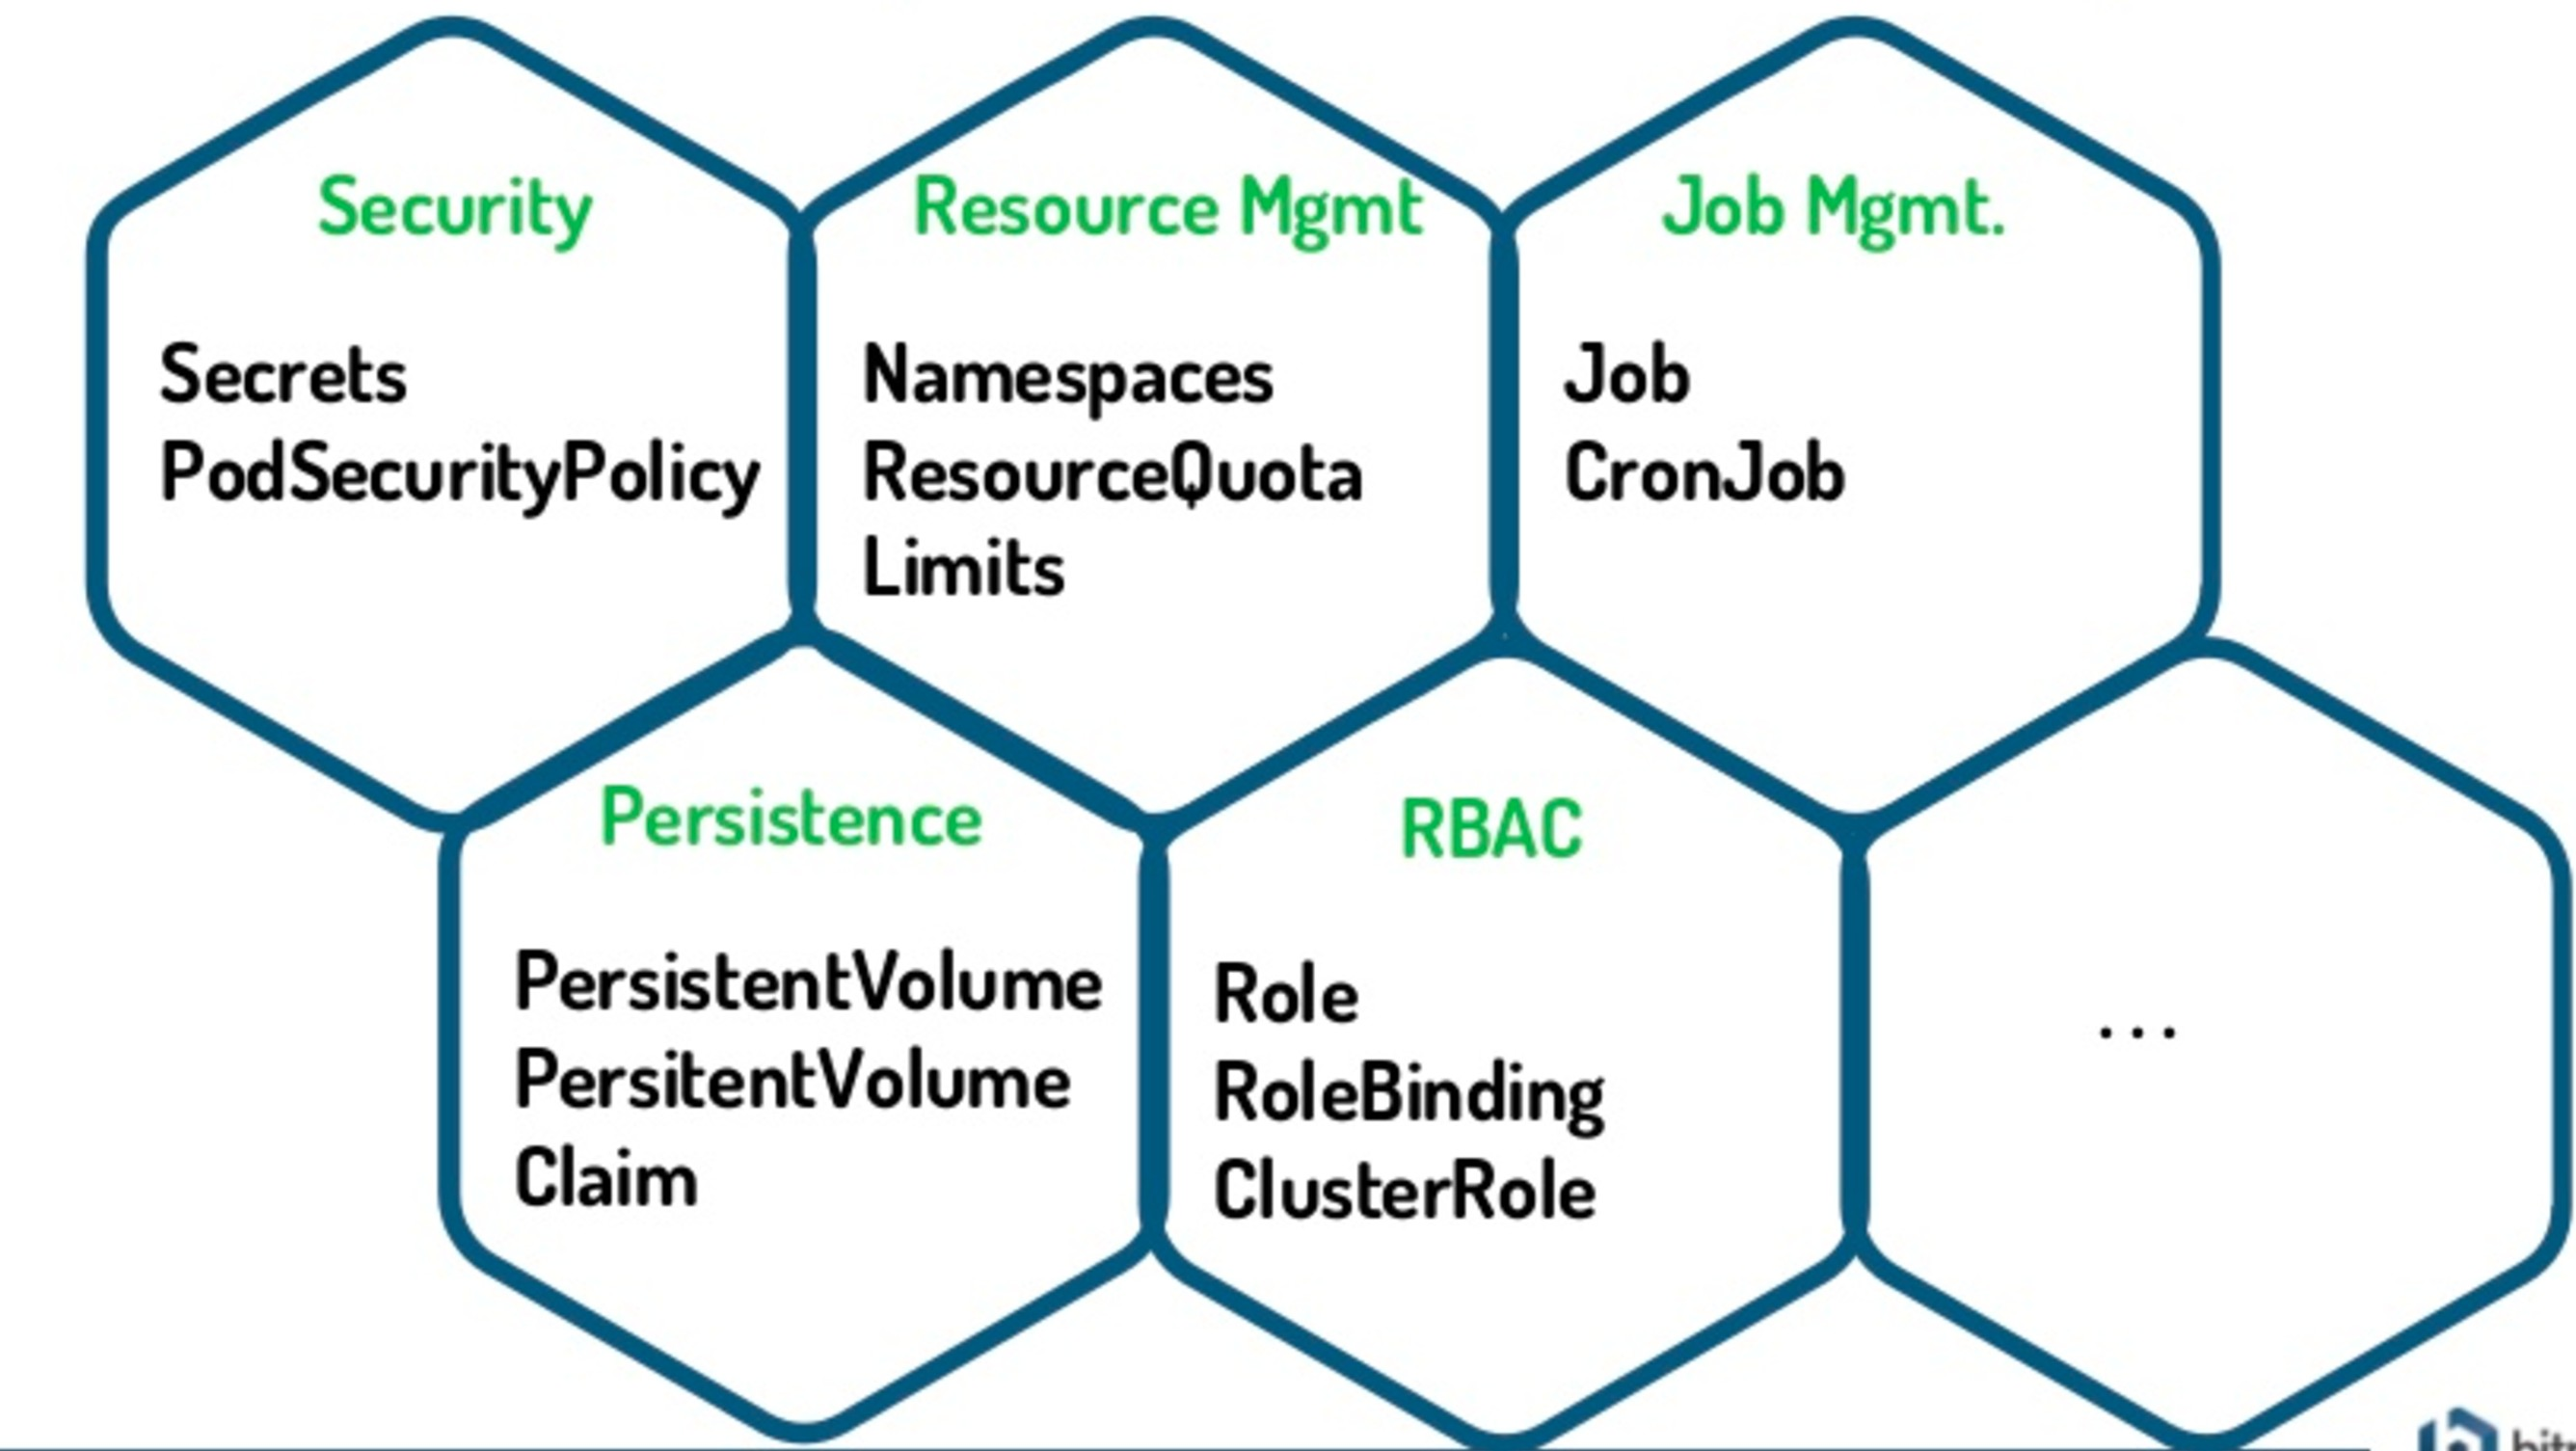 Security
Secrets
PodSecurityPolicy
Resource Mgmt
Namespaces
ResourceQuota
Limits
Job Mgmt.
Job
CronJob
Persistence
PersistentVolume
PersitentVolume
Claim
RBAC
Role
RoleBinding
ClusterRole
...